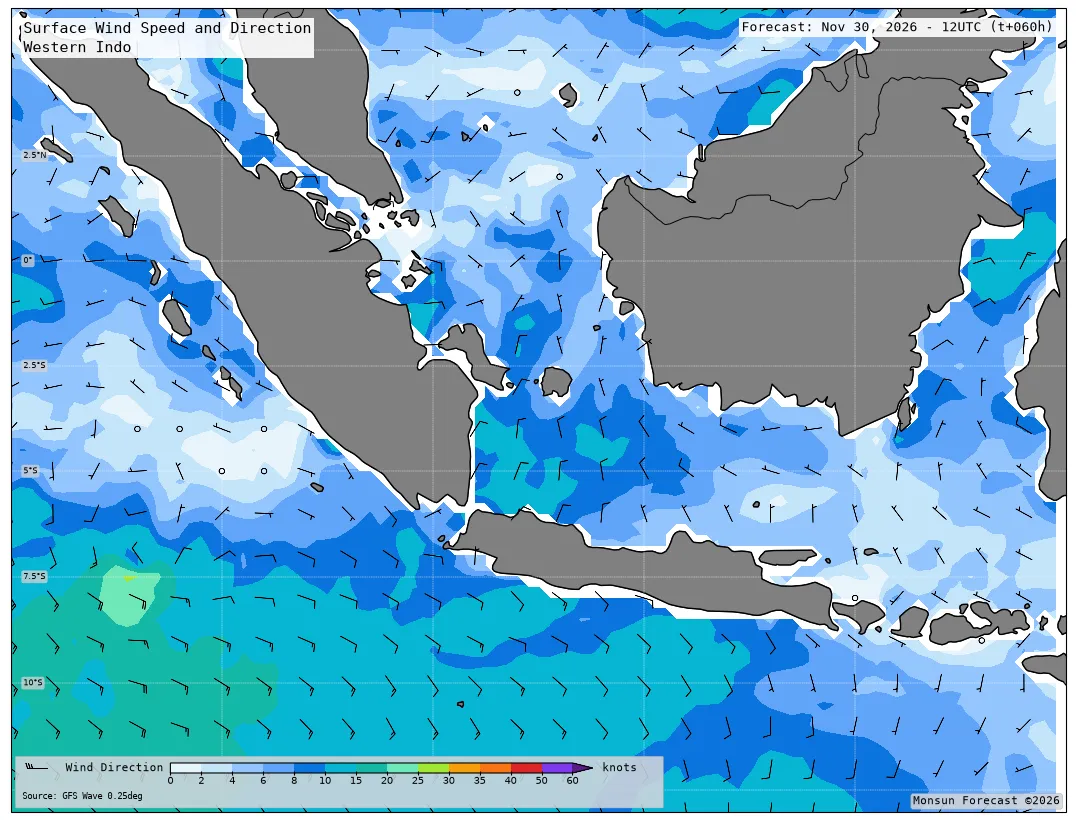 Surface Wind Speed and Direction
Western Indo
Forecast: Nov 30, 2026 - 12UTC (t+060h)
2.5°N
0°
2.5°S
5°S
7.5°S
10°S
Wind Direction
0 2 4 6 8 10 15 20 25 30 35 40 50 60
knots
Source: GFS Wave 0.25deg
Monsun Forecast ©2026